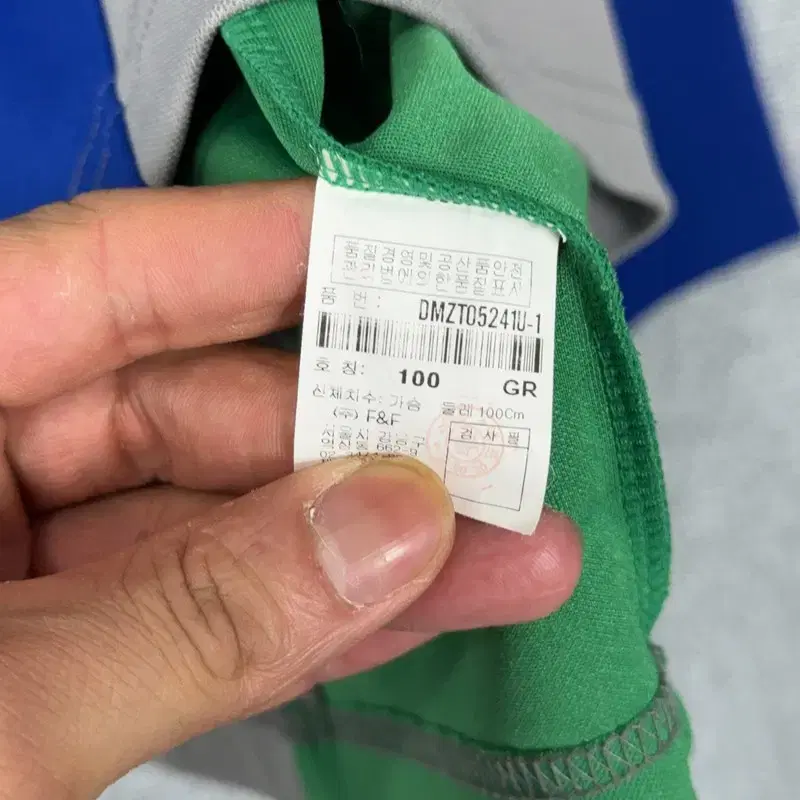 품질경영및공산품안전
관리법에의한품질표시
품 번 : DMZT05241U-1
호 칭: 100 GR
신체치수: 가슴 둘레 100Cm
(주) F&F
검 사 필